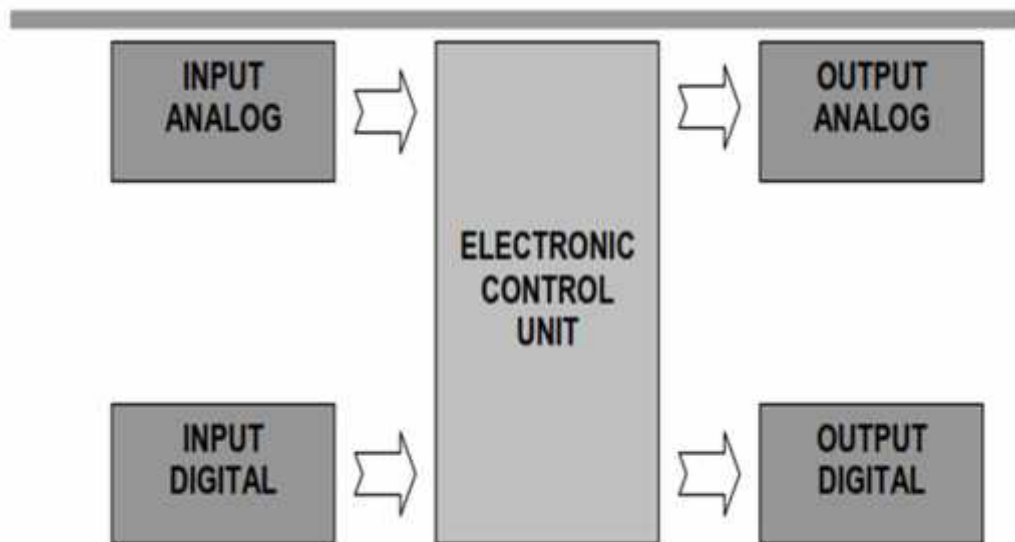 INPUT
ANALOG
OUTPUT
ANALOG
ELECTRONIC
CONTROL
UNIT
INPUT
DIGITAL
OUTPUT
DIGITAL